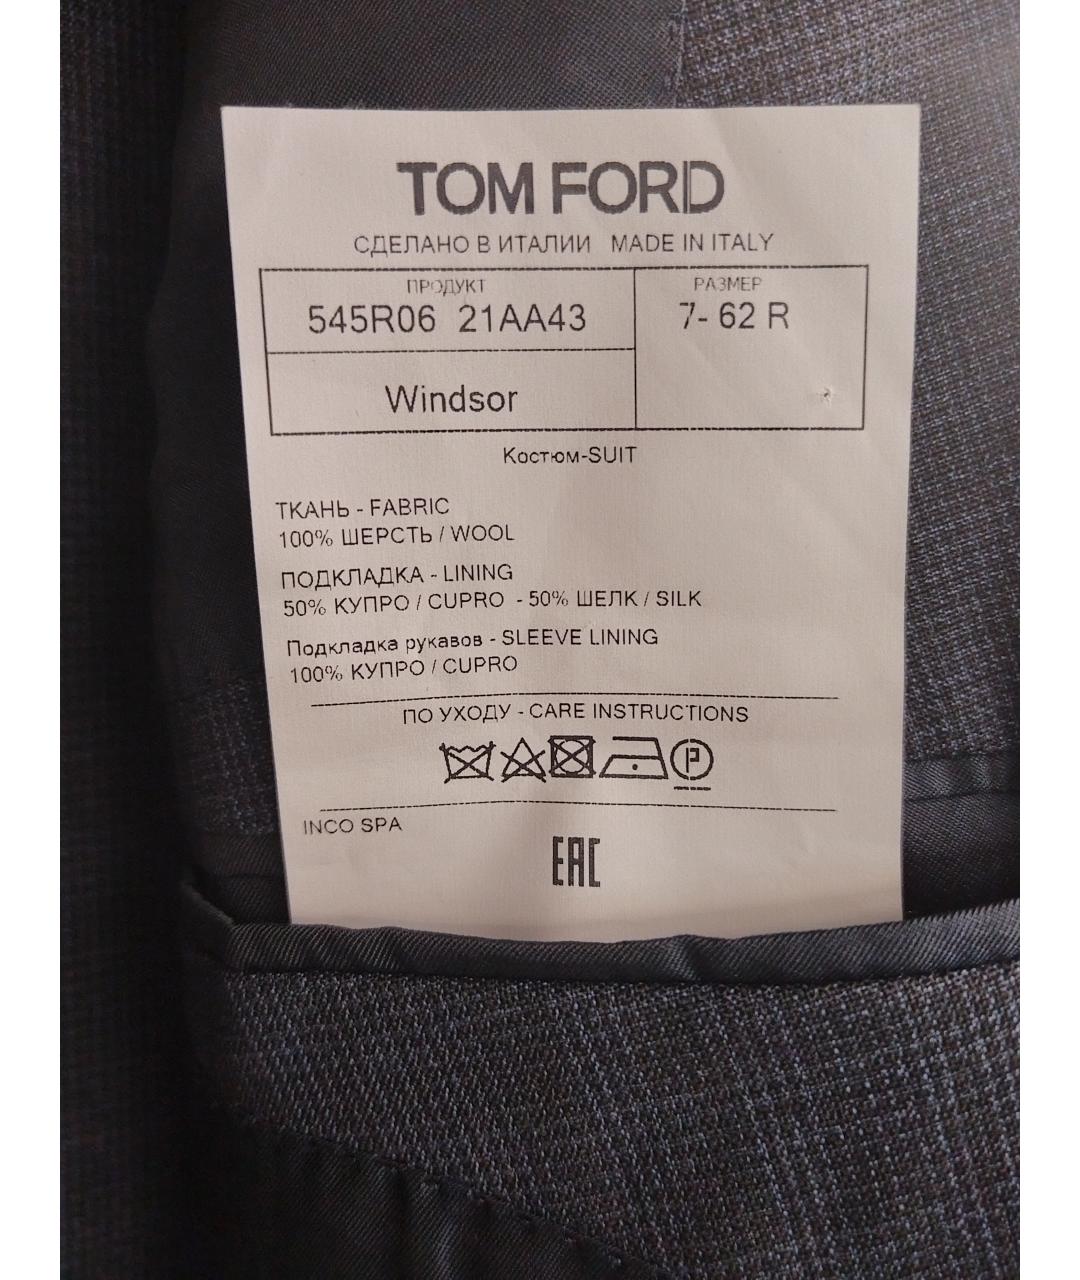 TOM FORD
СДЕЛАНО В ИТАЛИИ MADE IN ITALY
ПРОДУКТ
545R06 21AA43
РАЗМЕР
7- 62 R
Windsor
Костюм-SUIT
ТКАНЬ - FABRIC
100% ШЕРСТЬ / WOOL
ПОДКЛАДКА - LINING
50% КУПРО / CUPRO - 50% ШЕЛК / SILK
Подкладка рукавов - SLEEVE LINING
100% КУПРО / CUPRO
ПО УХОДУ - CARE INSTRUCTIONS
P
INCO SPA
EAC